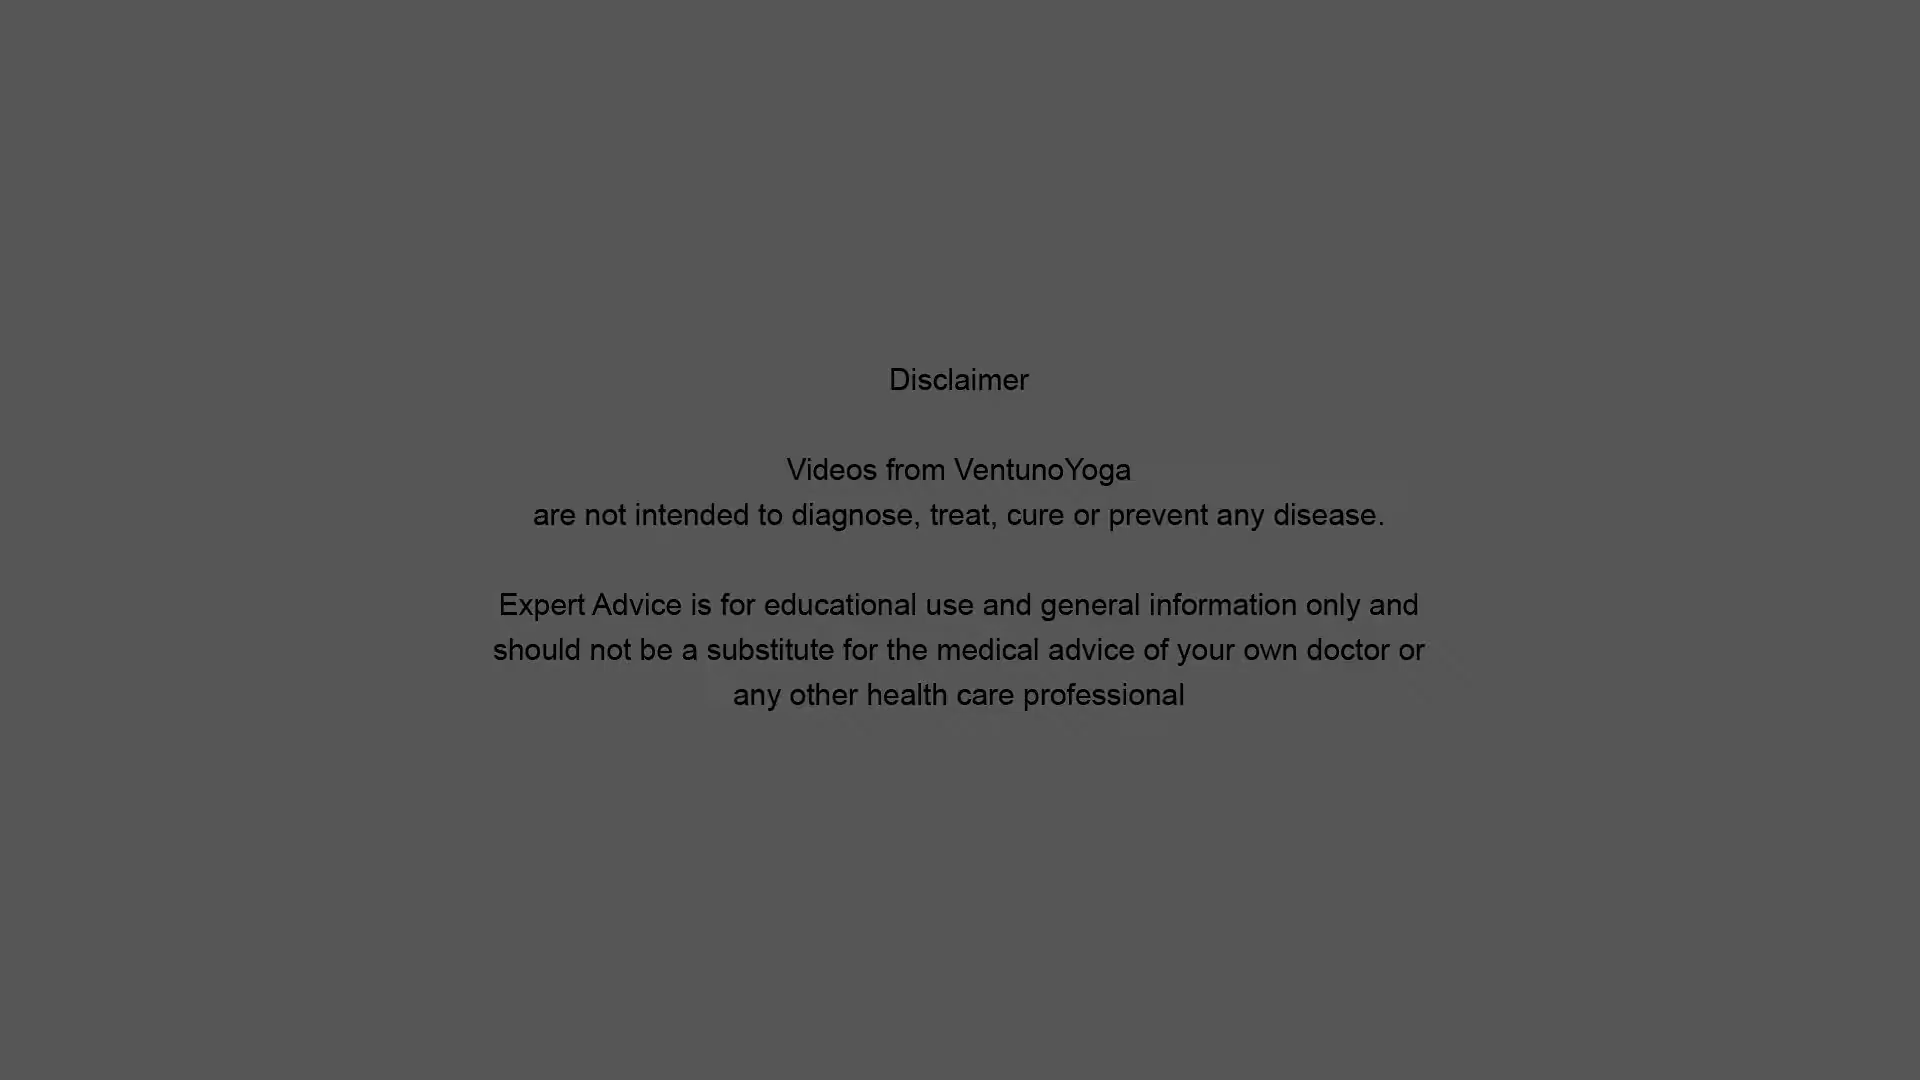 Disclaimer
Videos from VentunoYoga
are not intended to diagnose, treat, cure or prevent any disease.
Expert Advice is for educational use and general information only and
should not be a substitute for the medical advice of your own doctor or
any other health care professional